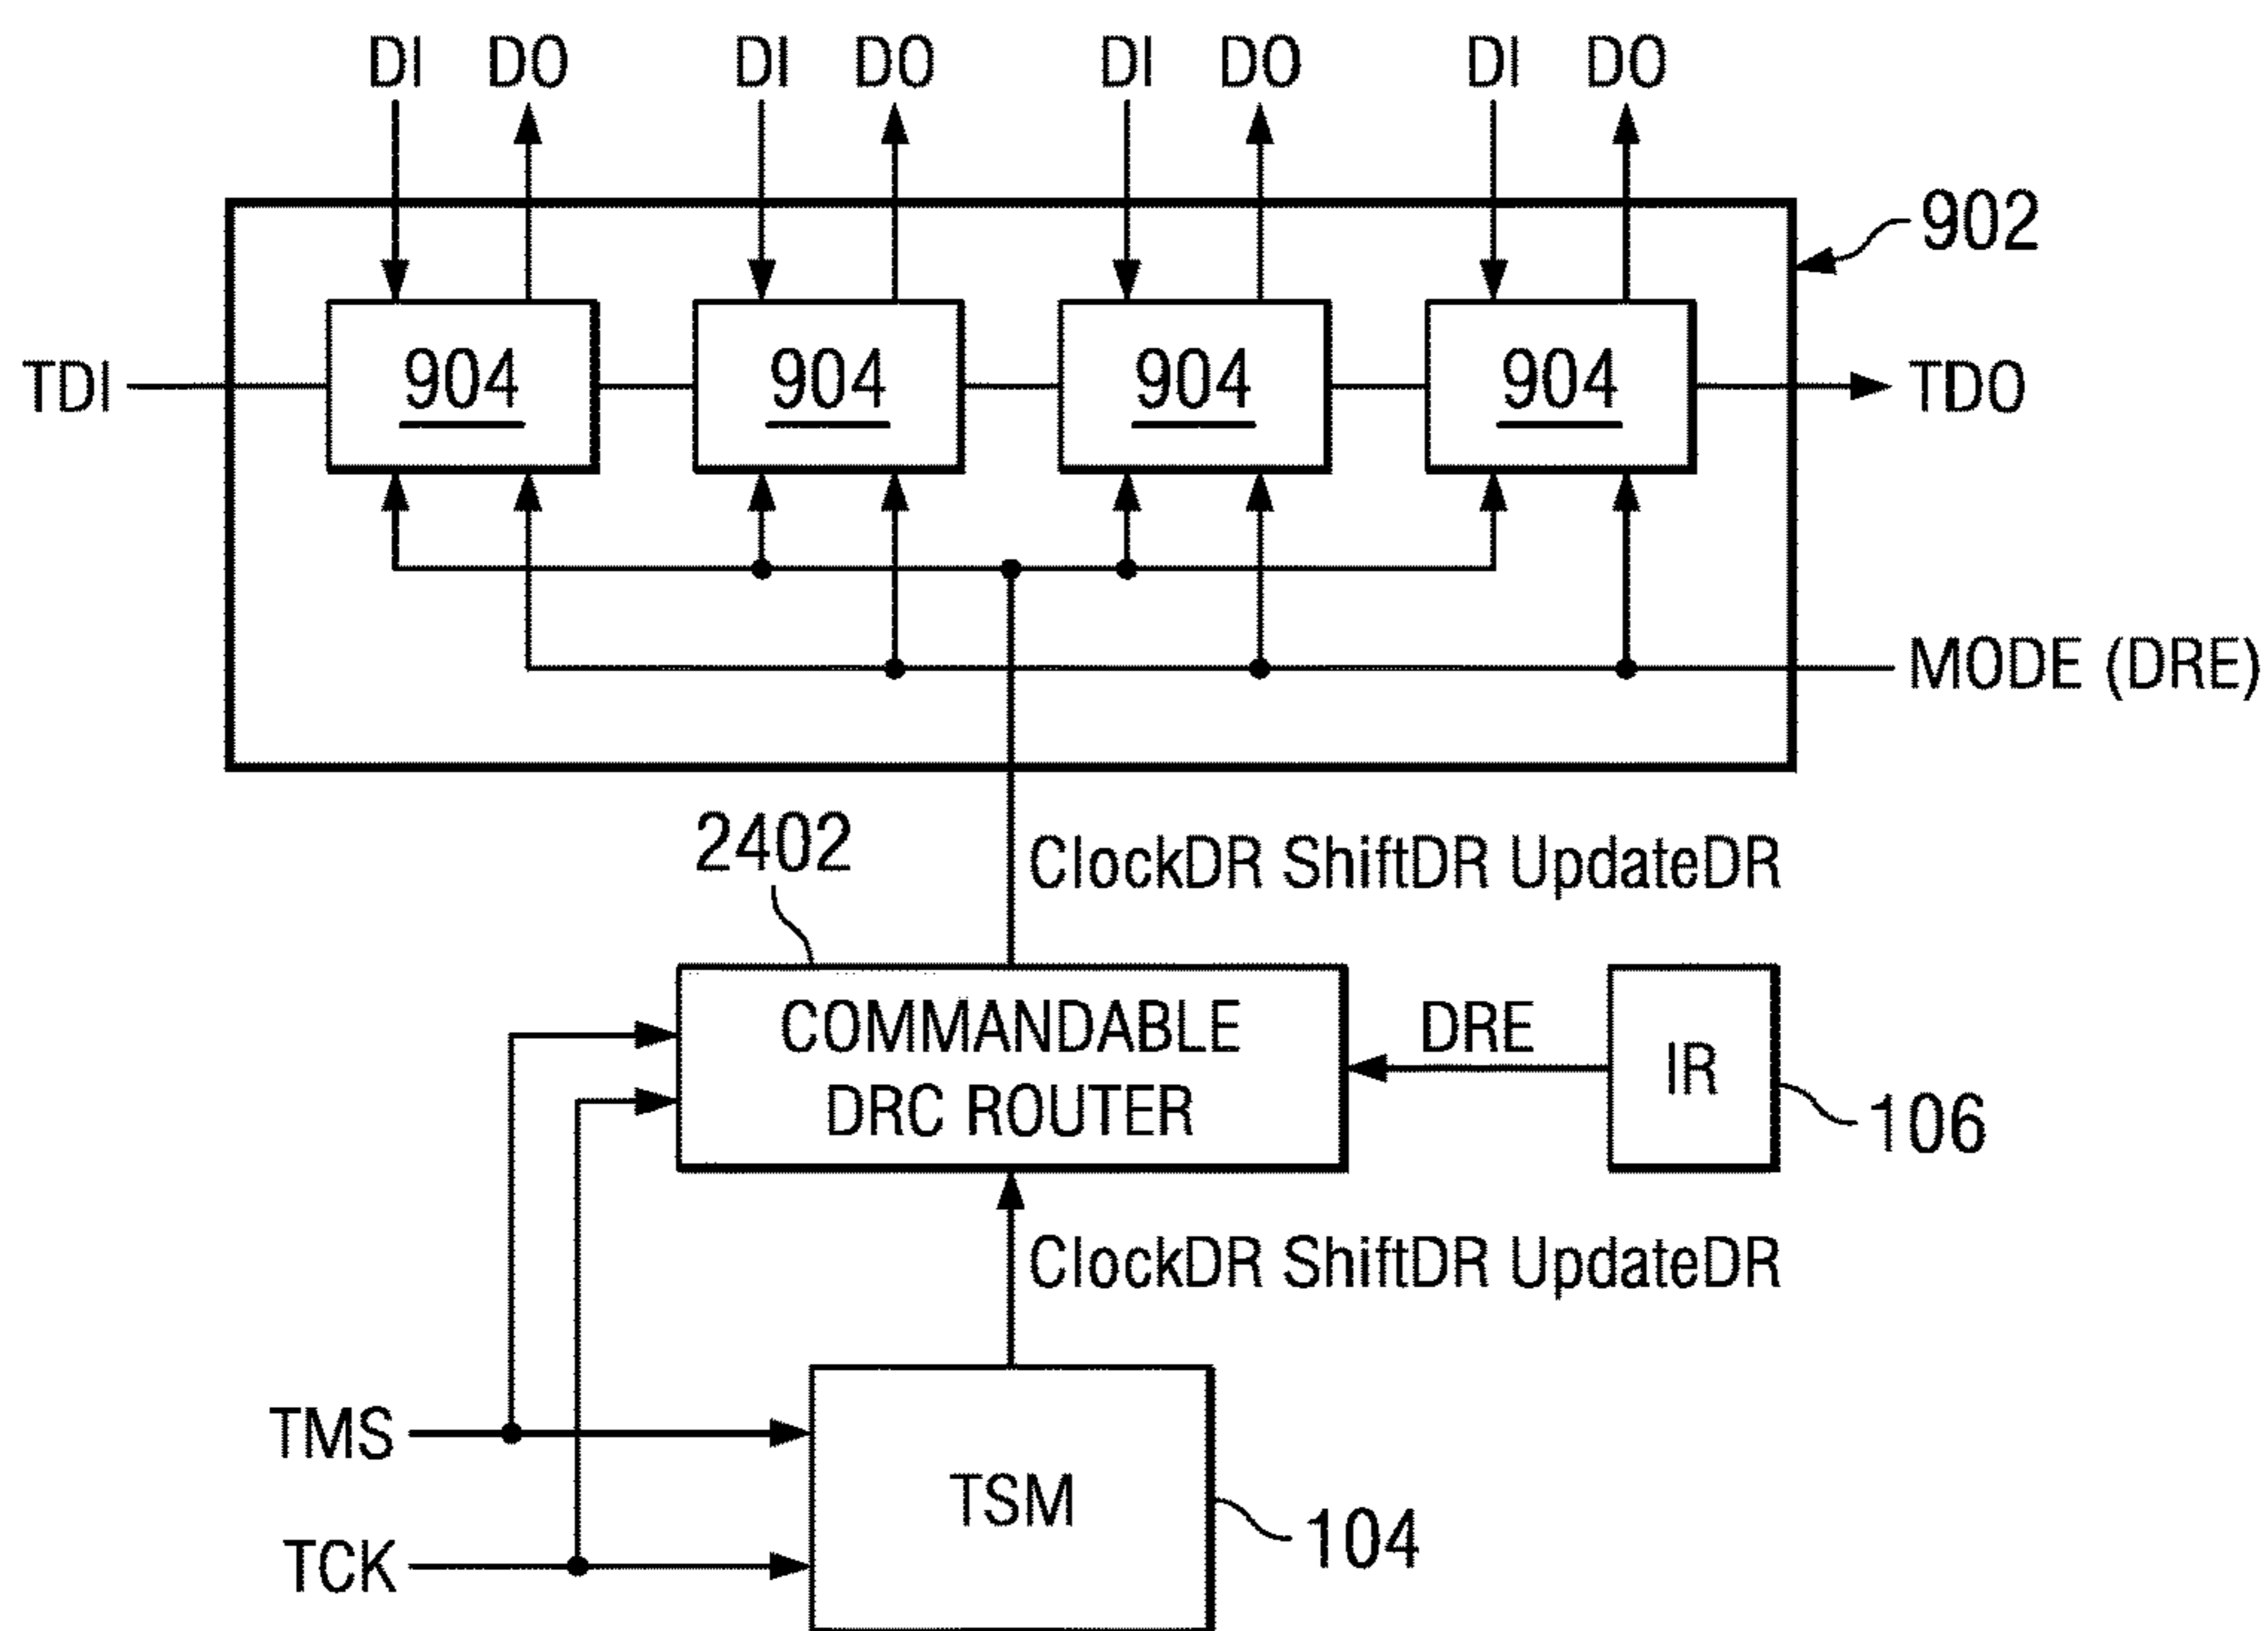 DI DO DI DO DI DO DI DO
902
TDI 904 904 904 904 TDO
MODE (DRE)
2402
ClockDR ShiftDR UpdateDR
COMMANDABLE
DRC ROUTER
DRE
IR
106
ClockDR ShiftDR UpdateDR
TMS
TSM
TCK
104